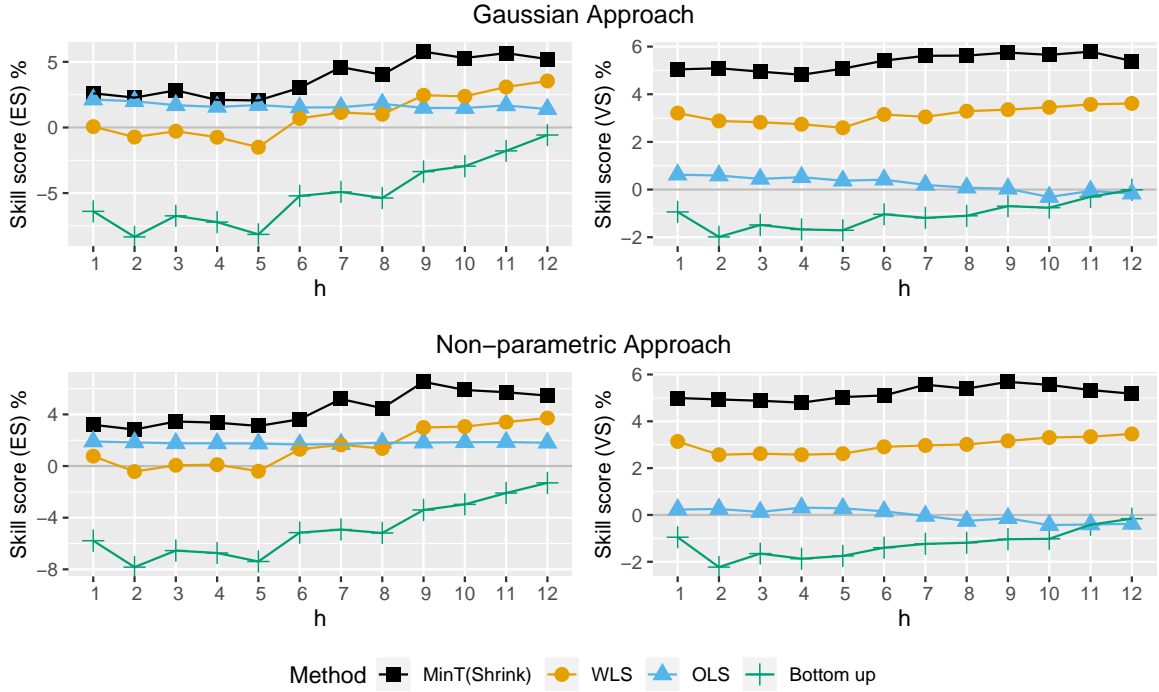 Gaussian Approach
Skill score (ES) %
5
0
−5
1 2 3 4 5 6 7 8 9 10 11 12
h
Skill score (VS) %
6
4
2
0
−2
1 2 3 4 5 6 7 8 9 10 11 12
h
Non−parametric Approach
Skill score (ES) %
4
0
−4
−8
1 2 3 4 5 6 7 8 9 10 11 12
h
Skill score (VS) %
6
4
2
0
−2
1 2 3 4 5 6 7 8 9 10 11 12
h
Method MinT(Shrink) WLS OLS Bottom up